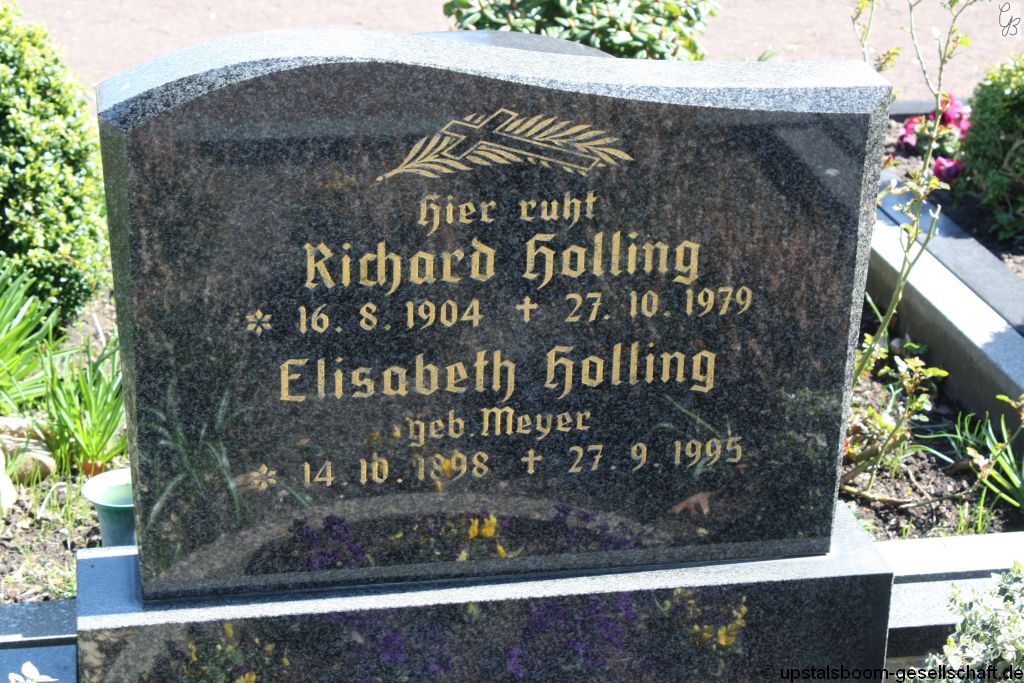 Hier ruht
Richard Holling
* 16. 8. 1904 ✝ 27. 10. 1979
Elisabeth Holling
geb. Meyer
* 14. 10. 1898 ✝ 27. 9. 1995
© upstalsboom-gesellschaft.de